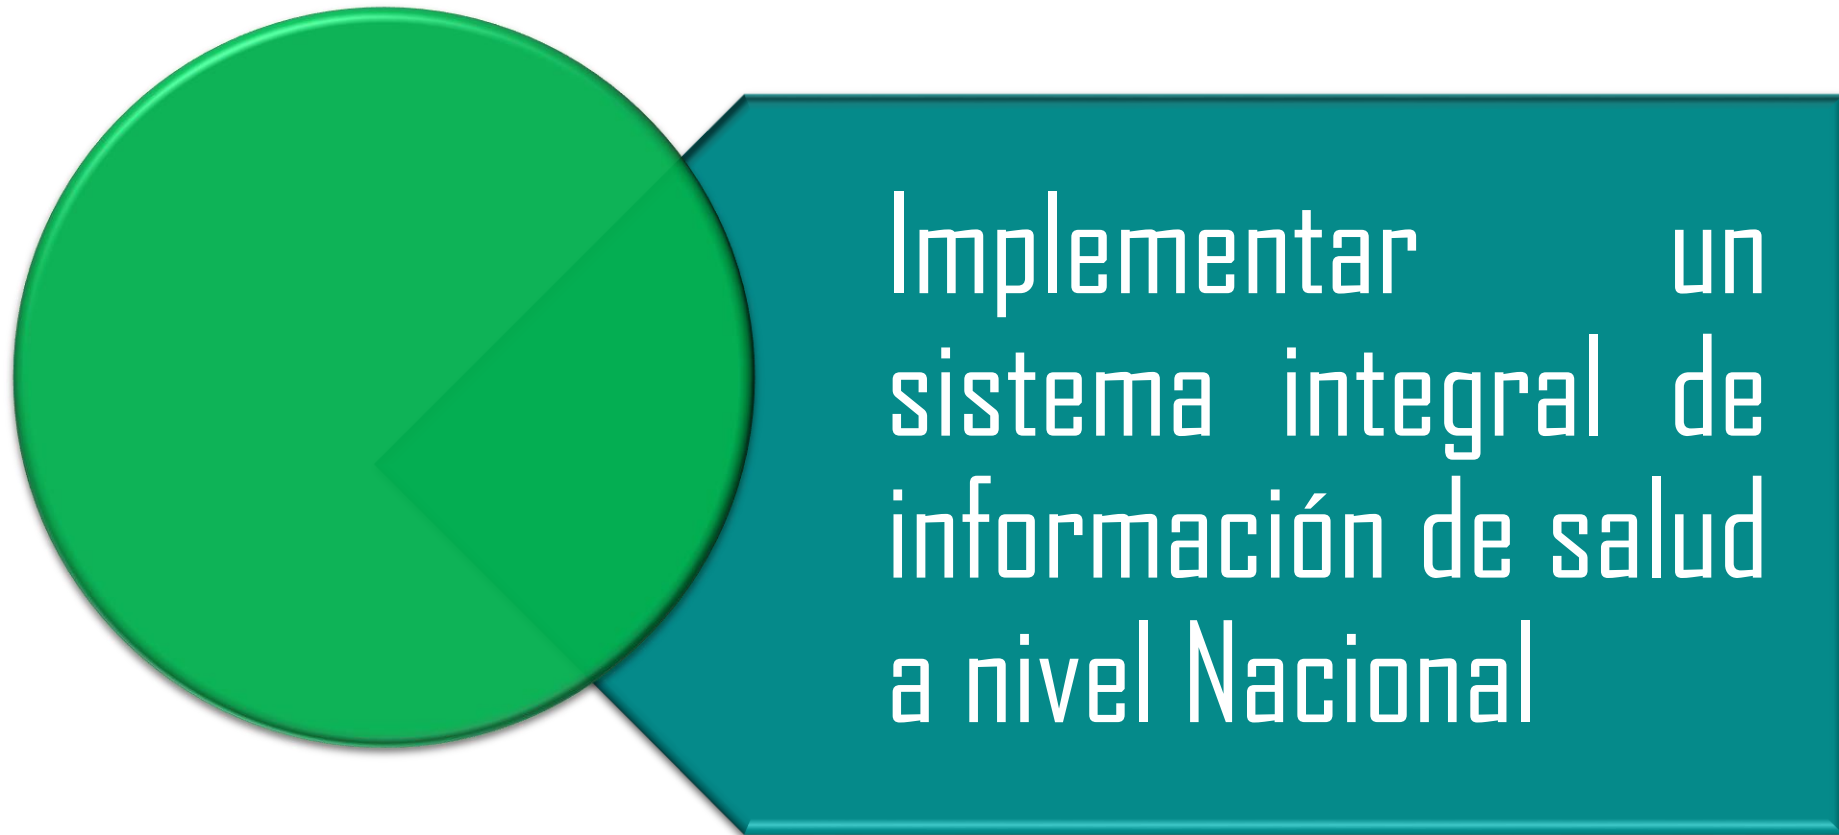 Implementar un
sistema integral de
información de salud
a nivel Nacional